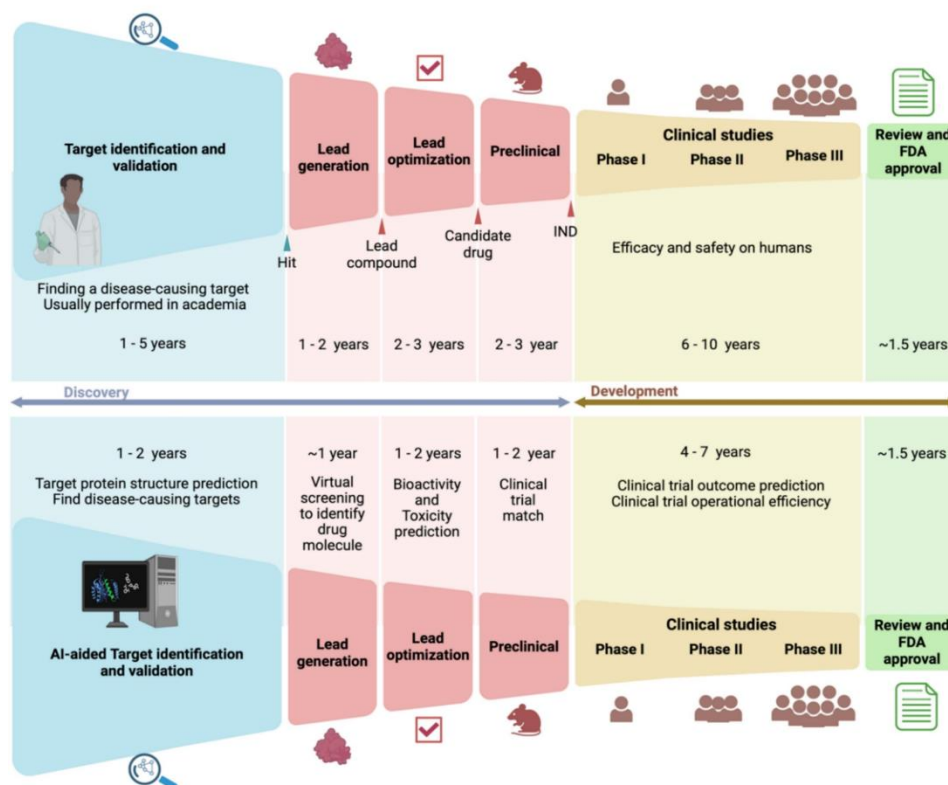 Target identification and
validation
Lead
generation
Lead
optimization
Preclinical
Clinical studies
Phase I
Phase II
Phase III
Review and
FDA
approval
Hit
Lead
compound
Candidate
drug
IND
Efficacy and safety on humans
Finding a disease-causing target
Usually performed in academia
1 - 5 years
1 - 2 years
2 - 3 years
2 - 3 year
6 - 10 years
~1.5 years
Discovery
Development
1 - 2 years
~1 year
1 - 2 years
1 - 2 year
4 - 7 years
~1.5 years
Target protein structure prediction
Find disease-causing targets
Virtual
screening
to identify
drug
molecule
Bioactivity
and
Toxicity
prediction
Clinical
trial
match
Clinical trial outcome prediction
Clinical trial operational efficiency
AI-aided Target identification
and validation
Lead
generation
Lead
optimization
Preclinical
Clinical studies
Phase I
Phase II
Phase III
Review and
FDA
approval